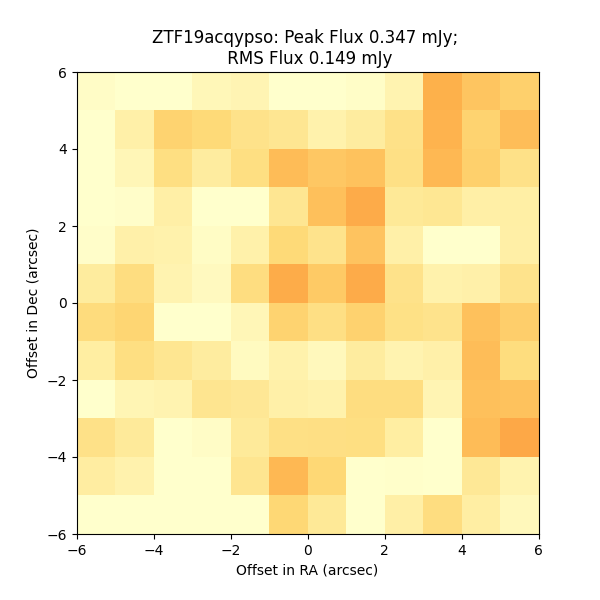 ZTF19acqypso: Peak Flux 0.347 mJy;
RMS Flux 0.149 mJy
6
4
2
0
−2
−4
−6
Offset in Dec (arcsec)
−6 −4 −2 0 2 4 6
Offset in RA (arcsec)